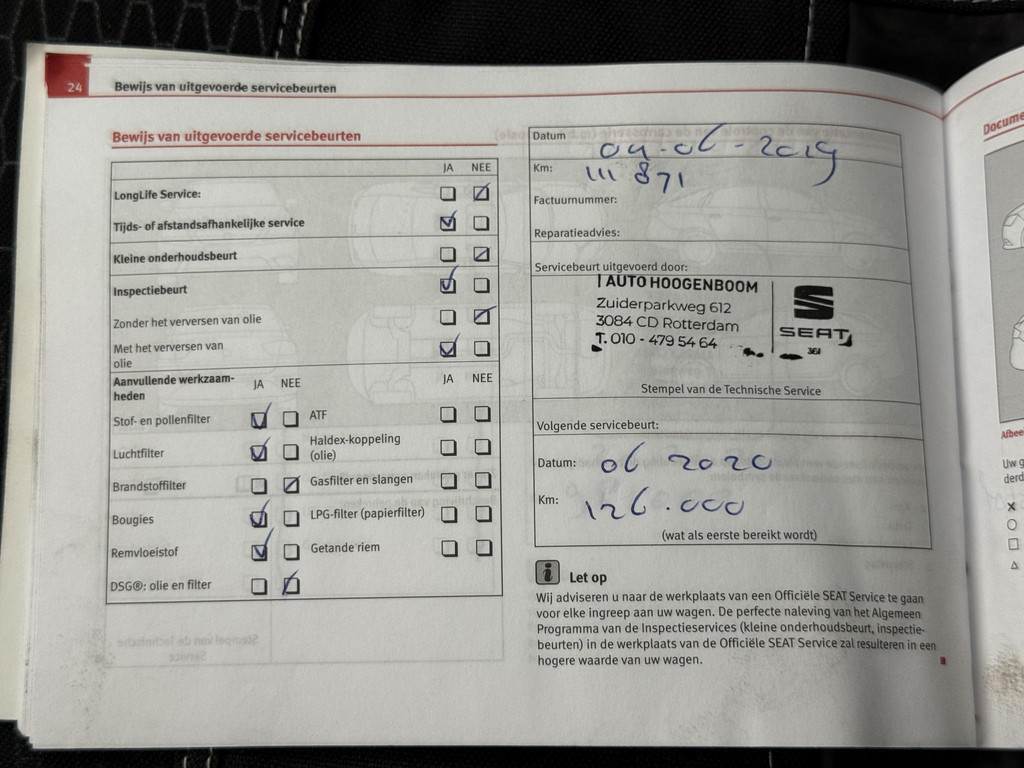 24 Bewijs van uitgevoerde servicebeurten
Bewijs van uitgevoerde servicebeurten
JA NEE
LongLife Service:
Tijds- of afstandsafhankelijke service
Kleine onderhoudsbeurt
Inspectiebeurt
Zonder het verversen van olie
Met het verversen van
olie
Aanvullende werkzaam-
heden
JA NEE
JA NEE
Stof- en pollenfilter
ATF
Luchtfilter
Haldex-koppeling
(olie)
Brandstoffilter
Gasfilter en slangen
Bougies
LPG-filter (papierfilter)
Remvloeistof
Getande riem
DSG®: olie en filter
Datum 04-06-2019
Km: 111 871
Factuurnummer:
Reparatieadvies:
Servicebeurt uitgevoerd door:
AUTO HOOGENBOOM
Zuiderparkweg 612
3084 CD Rotterdam
T. 010 - 479 54 64
SEAT
Stempel van de Technische Service
Volgende servicebeurt:
Datum: 06 2020
Km: 126.000
(wat als eerste bereikt wordt)
i Let op
Wij adviseren u naar de werkplaats van een Officiële SEAT Service te gaan
voor elke ingreep aan uw wagen. De perfecte naleving van het Algemeen
Programma van de Inspectieservices (kleine onderhoudsbeurt, inspectie-
beurten) in de werkplaats van de Officiële SEAT Service zal resulteren in een
hogere waarde van uw wagen.
Docume
Afbee
Uw g
derd